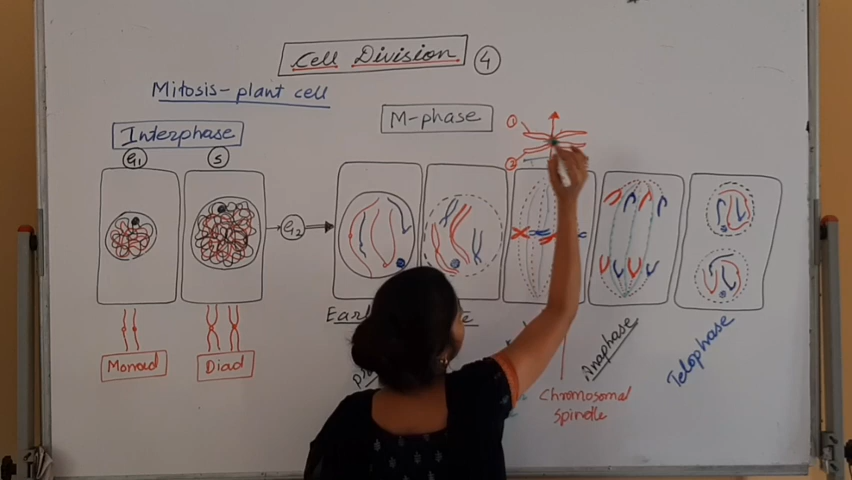 Cell Division 4
Mitosis - plant cell
M-phase
Interphase
G1 S
1
2
G2
Monad
Diad
Anaphase
Telophase
Chromosomal
Spindle